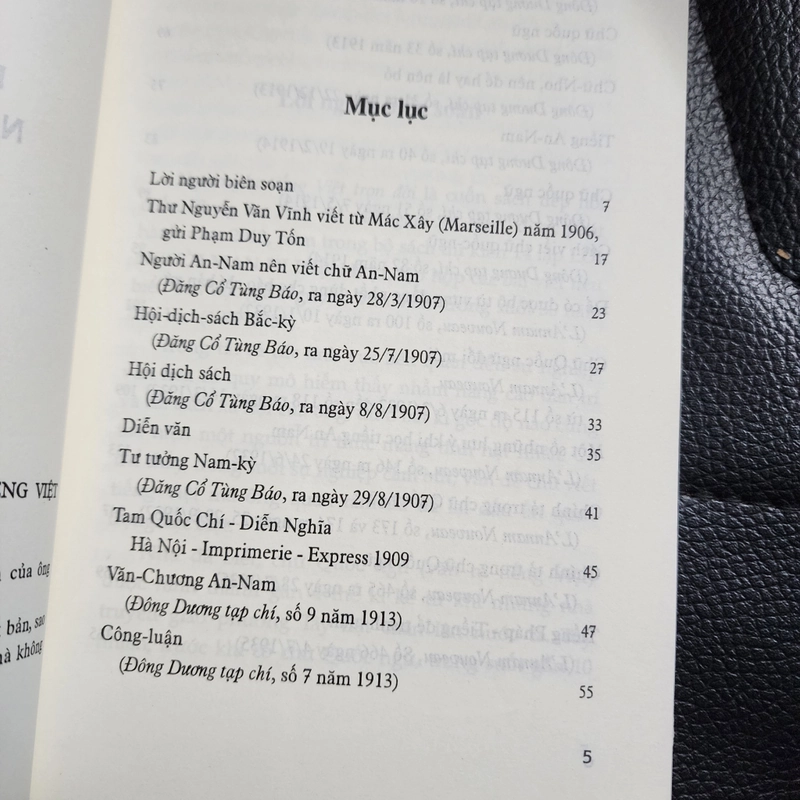 Mục lục
Lời người biên soạn 7
Thư Nguyễn Văn Vĩnh viết từ Mác Xây (Marseille) năm 1906,
gửi Phạm Duy Tốn 17
Người An-Nam nên viết chữ An-Nam
(Đăng Cổ Tùng Báo, ra ngày 28/3/1907) 23
Hội-dịch-sách Bắc-kỳ
(Đăng Cổ Tùng Báo, ra ngày 25/7/1907) 27
Hội dịch sách
(Đăng Cổ Tùng Báo, ra ngày 8/8/1907) 33
Diễn văn 35
Tư tưởng Nam-kỳ
(Đăng Cổ Tùng Báo, ra ngày 29/8/1907) 41
Tam Quốc Chí - Diễn Nghĩa
Hà Nội - Imprimerie - Express 1909 45
Văn-Chương An-Nam
(Đông Dương tạp chí, số 9 năm 1913) 47
Công-luận
(Đông Dương tạp chí, số 7 năm 1913) 55
5
VIỆT
của ông
bản, sao
không